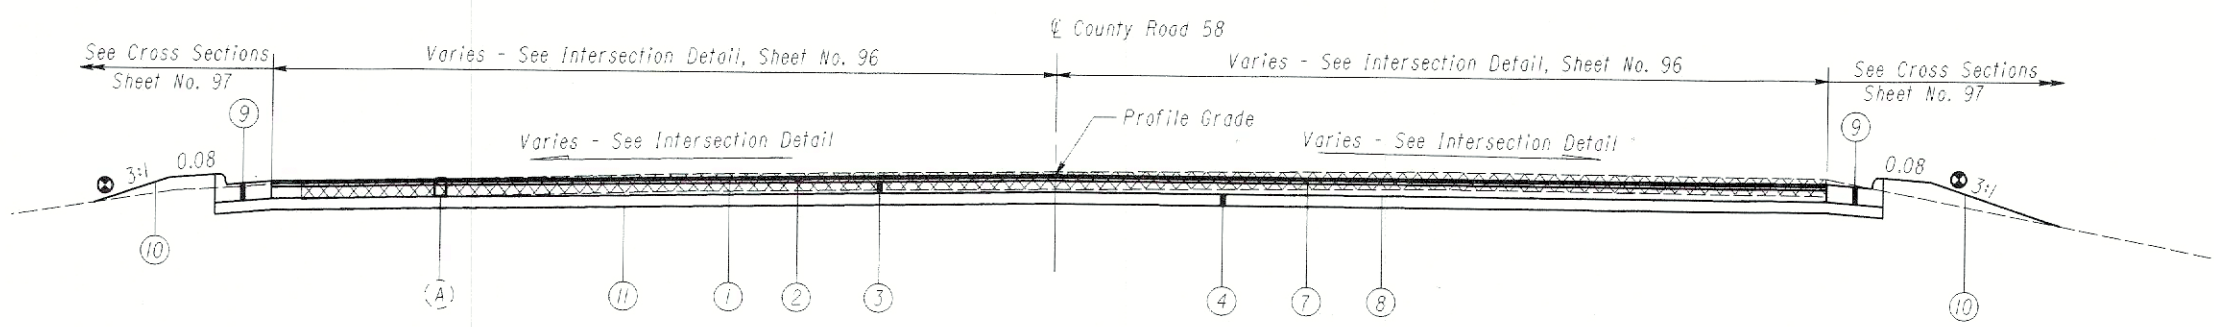 ℄ County Road 58
See Cross Sections
Sheet No. 97
Varies - See Intersection Detail, Sheet No. 96
Varies - See Intersection Detail, Sheet No. 96
See Cross Sections
Sheet No. 97
9
Varies - See Intersection Detail
Profile Grade
Varies - See Intersection Detail
9
3:1
0.08
0.08
3:1
10
A
11
1
2
3
4
7
8
10